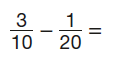 3/10 − 1/20 =